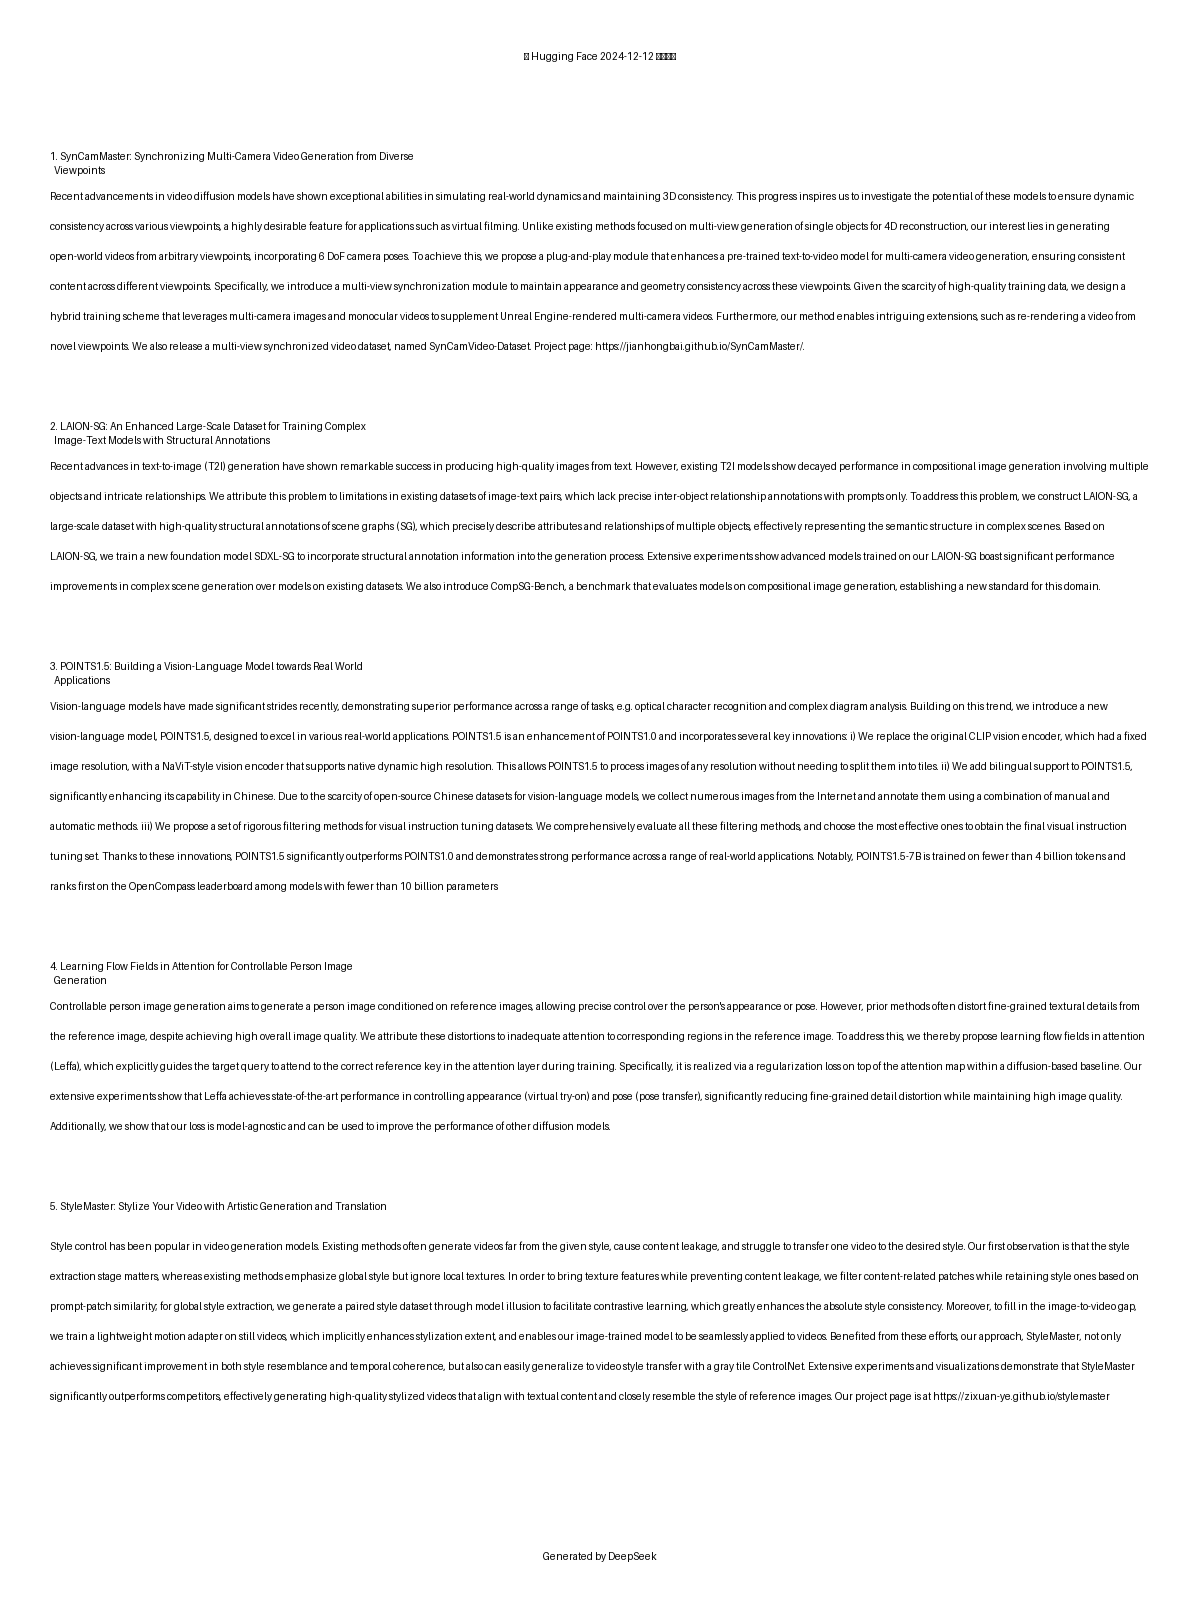 Hugging Face 2024-12-12
1. SynCamMaster: Synchronizing Multi-Camera Video Generation from Diverse
Viewpoints
Recent advancements in video diffusion models have shown exceptional abilities in simulating real-world dynamics and maintaining 3D consistency. This progress inspires us to investigate the potential of these models to ensure dynamic
consistency across various viewpoints, a highly desirable feature for applications such as virtual filming. Unlike existing methods focused on multi-view generation of single objects for 4D reconstruction, our interest lies in generating
open-world videos from arbitrary viewpoints, incorporating 6 DoF camera poses. To achieve this, we propose a plug-and-play module that enhances a pre-trained text-to-video model for multi-camera video generation, ensuring consistent
content across different viewpoints. Specifically, we introduce a multi-view synchronization module to maintain appearance and geometry consistency across these viewpoints. Given the scarcity of high-quality training data, we design a
hybrid training scheme that leverages multi-camera images and monocular videos to supplement Unreal Engine-rendered multi-camera videos. Furthermore, our method enables intriguing extensions, such as re-rendering a video from
novel viewpoints. We also release a multi-view synchronized video dataset, named SynCamVideo-Dataset. Project page: https://jianhongbai.github.io/SynCamMaster/.
2. LAION-SG: An Enhanced Large-Scale Dataset for Training Complex
Image-Text Models with Structural Annotations
Recent advances in text-to-image (T2I) generation have shown remarkable success in producing high-quality images from text. However, existing T2I models show decayed performance in compositional image generation involving multiple
objects and intricate relationships. We attribute this problem to limitations in existing datasets of image-text pairs, which lack precise inter-object relationship annotations with prompts only. To address this problem, we construct LAION-SG, a
large-scale dataset with high-quality structural annotations of scene graphs (SG), which precisely describe attributes and relationships of multiple objects, effectively representing the semantic structure in complex scenes. Based on
LAION-SG, we train a new foundation model SDXL-SG to incorporate structural annotation information into the generation process. Extensive experiments show advanced models trained on our LAION-SG boast significant performance
improvements in complex scene generation over models on existing datasets. We also introduce CompSG-Bench, a benchmark that evaluates models on compositional image generation, establishing a new standard for this domain.
3. POINTS1.5: Building a Vision-Language Model towards Real World
Applications
Vision-language models have made significant strides recently, demonstrating superior performance across a range of tasks, e.g. optical character recognition and complex diagram analysis. Building on this trend, we introduce a new
vision-language model, POINTS1.5, designed to excel in various real-world applications. POINTS1.5 is an enhancement of POINTS1.0 and incorporates several key innovations: i) We replace the original CLIP vision encoder, which had a fixed
image resolution, with a NaViT-style vision encoder that supports native dynamic high resolution. This allows POINTS1.5 to process images of any resolution without needing to split them into tiles. ii) We add bilingual support to POINTS1.5,
significantly enhancing its capability in Chinese. Due to the scarcity of open-source Chinese datasets for vision-language models, we collect numerous images from the Internet and annotate them using a combination of manual and
automatic methods. iii) We propose a set of rigorous filtering methods for visual instruction tuning datasets. We comprehensively evaluate all these filtering methods, and choose the most effective ones to obtain the final visual instruction
tuning set. Thanks to these innovations, POINTS1.5 significantly outperforms POINTS1.0 and demonstrates strong performance across a range of real-world applications. Notably, POINTS1.5-7B is trained on fewer than 4 billion tokens and
ranks first on the OpenCompass leaderboard among models with fewer than 10 billion parameters
4. Learning Flow Fields in Attention for Controllable Person Image
Generation
Controllable person image generation aims to generate a person image conditioned on reference images, allowing precise control over the person's appearance or pose. However, prior methods often distort fine-grained textural details from
the reference image, despite achieving high overall image quality. We attribute these distortions to inadequate attention to corresponding regions in the reference image. To address this, we thereby propose learning flow fields in attention
(Leffa), which explicitly guides the target query to attend to the correct reference key in the attention layer during training. Specifically, it is realized via a regularization loss on top of the attention map within a diffusion-based baseline. Our
extensive experiments show that Leffa achieves state-of-the-art performance in controlling appearance (virtual try-on) and pose (pose transfer), significantly reducing fine-grained detail distortion while maintaining high image quality.
Additionally, we show that our loss is model-agnostic and can be used to improve the performance of other diffusion models.
5. StyleMaster: Stylize Your Video with Artistic Generation and Translation
Style control has been popular in video generation models. Existing methods often generate videos far from the given style, cause content leakage, and struggle to transfer one video to the desired style. Our first observation is that the style
extraction stage matters, whereas existing methods emphasize global style but ignore local textures. In order to bring texture features while preventing content leakage, we filter content-related patches while retaining style ones based on
prompt-patch similarity; for global style extraction, we generate a paired style dataset through model illusion to facilitate contrastive learning, which greatly enhances the absolute style consistency. Moreover, to fill in the image-to-video gap,
we train a lightweight motion adapter on still videos, which implicitly enhances stylization extent, and enables our image-trained model to be seamlessly applied to videos. Benefited from these efforts, our approach, StyleMaster, not only
achieves significant improvement in both style resemblance and temporal coherence, but also can easily generalize to video style transfer with a gray tile ControlNet. Extensive experiments and visualizations demonstrate that StyleMaster
significantly outperforms competitors, effectively generating high-quality stylized videos that align with textual content and closely resemble the style of reference images. Our project page is at https://zixuan-ye.github.io/stylemaster
Generated by DeepSeek